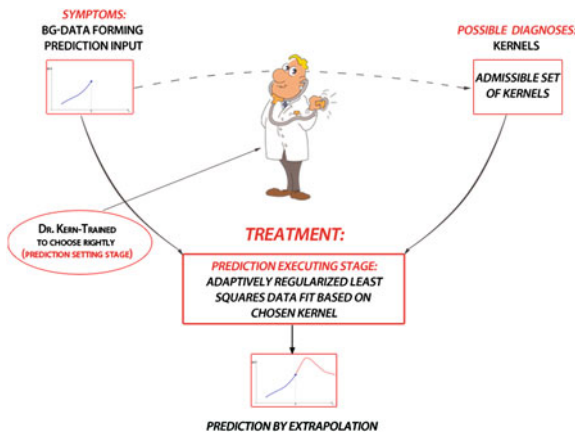 SYMPTOMS:
BG-DATA FORMING
PREDICTION INPUT
POSSIBLE DIAGNOSES:
KERNELS
ADMISSIBLE SET
OF KERNELS
DR. KERN-TRAINED
TO CHOOSE RIGHTLY
(PREDICTION SETTING STAGE)
TREATMENT:
PREDICTION EXECUTING STAGE:
ADAPTIVELY REGULARIZED LEAST
SQUARES DATA FIT BASED ON
CHOSEN KERNEL
PREDICTION BY EXTRAPOLATION